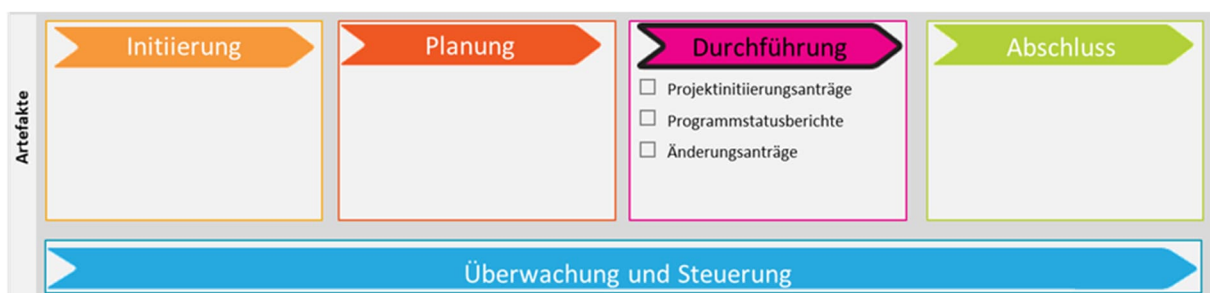 Artefakte
Initiierung
Planung
Durchführung
Abschluss
Projektinitiierungsanträge
Programmstatusberichte
Änderungsanträge
Überwachung und Steuerung